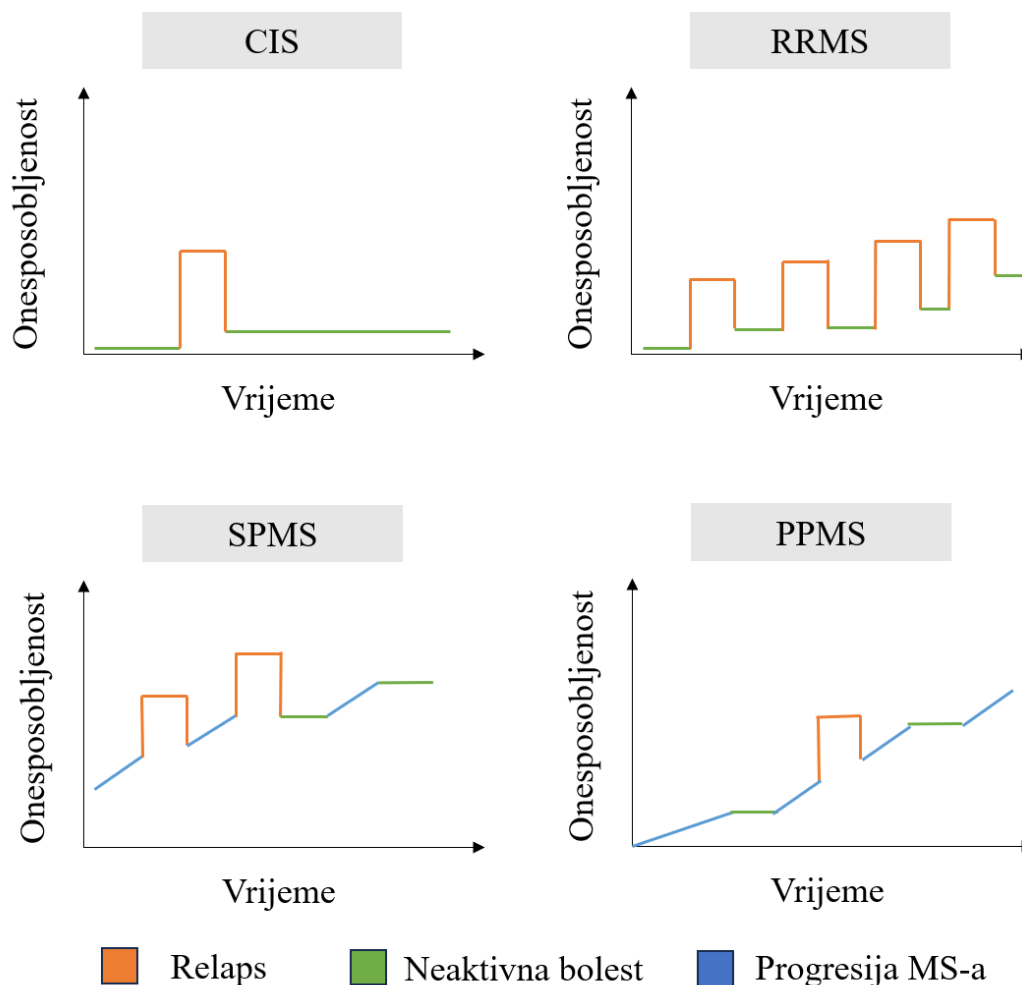 CIS
RRMS
Onesposobljenost
Onesposobljenost
Vrijeme
Vrijeme
SPMS
PPMS
Onesposobljenost
Onesposobljenost
Vrijeme
Vrijeme
Relaps
Neaktivna bolest
Progresija MS-a